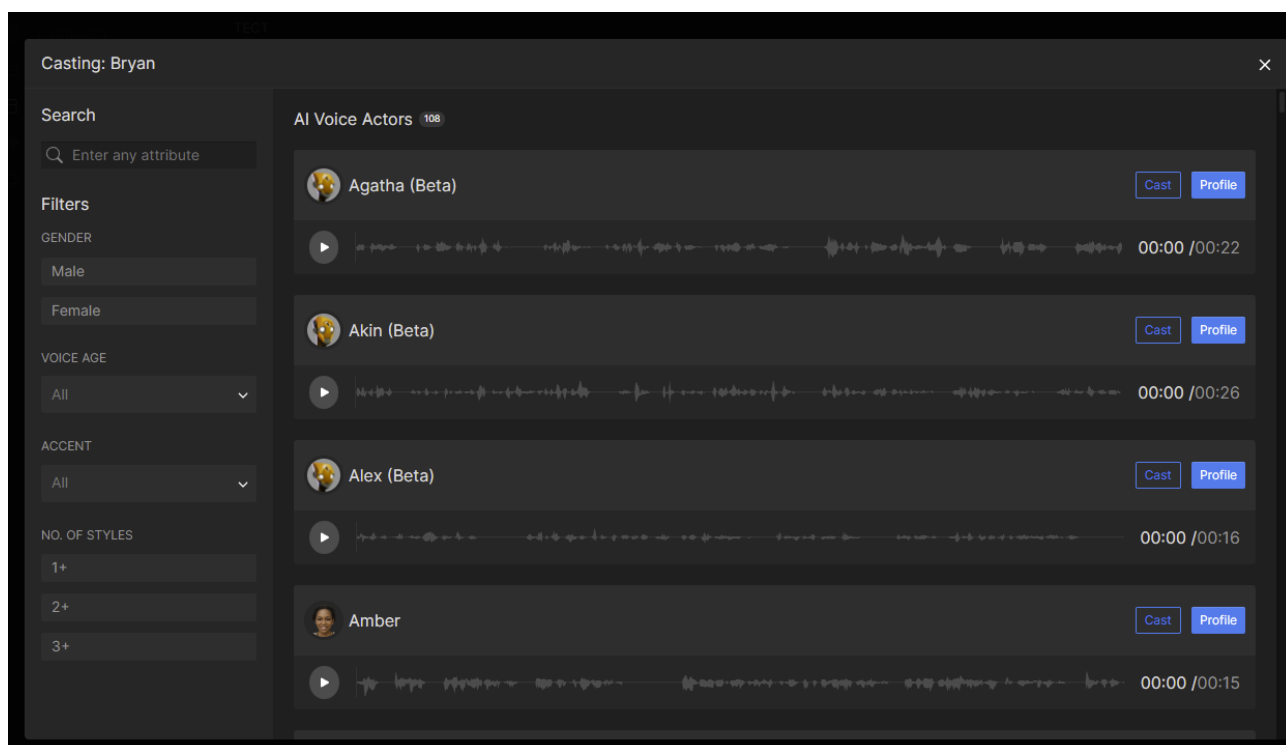 ТЕСТ
Casting: Bryan
Search
Enter any attribute
Filters
GENDER
Male
Female
VOICE AGE
All
ACCENT
All
NO. OF STYLES
1+
2+
3+
AI Voice Actors 108
Agatha (Beta) Cast Profile
00:00 /00:22
Akin (Beta) Cast Profile
00:00 /00:26
Alex (Beta) Cast Profile
00:00 /00:16
Amber Cast Profile
00:00 /00:15